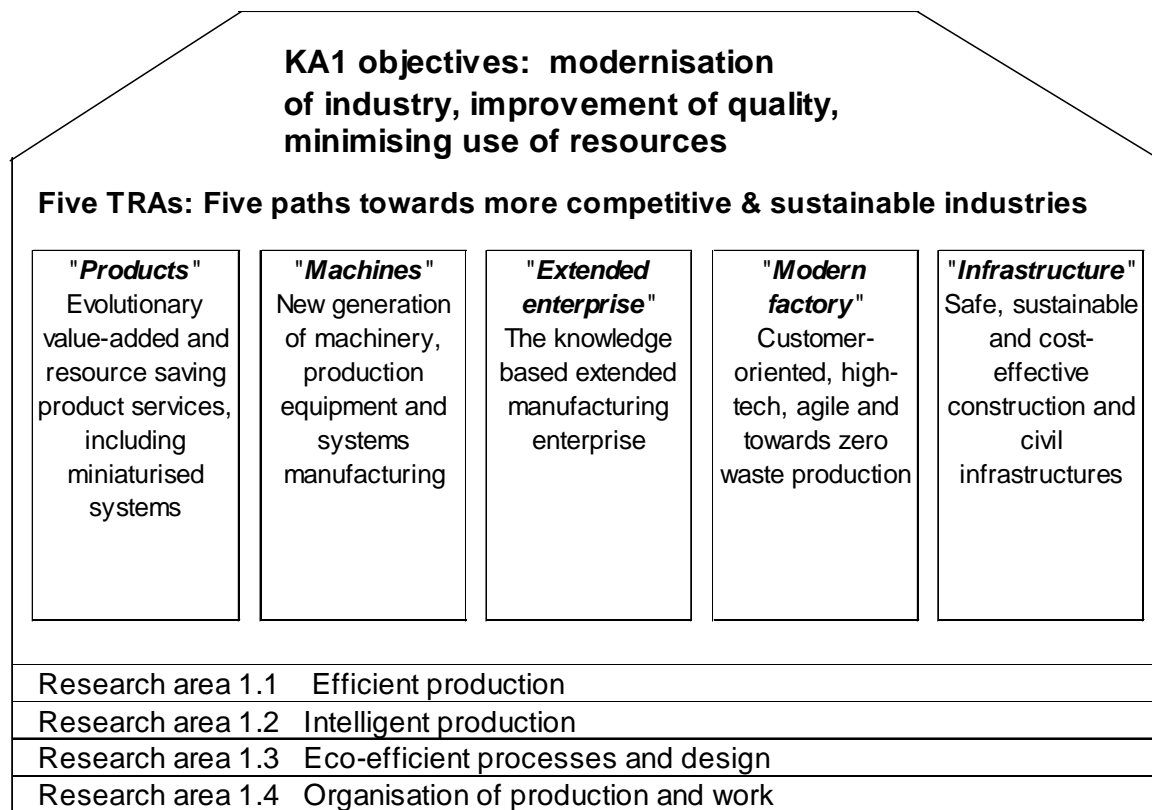 KA1 objectives: modernisation
of industry, improvement of quality,
minimising use of resources
Five TRAs: Five paths towards more competitive & sustainable industries
"Products"
Evolutionary
value-added and
resource saving
product services,
including
miniaturised
systems
"Machines"
New generation
of machinery,
production
equipment and
systems
manufacturing
"Extended
enterprise"
The knowledge
based extended
manufacturing
enterprise
"Modern
factory"
Customer-
oriented, high-
tech, agile and
towards zero
waste production
"Infrastructure"
Safe, sustainable
and cost-
effective
construction and
civil
infrastructures
Research area 1.1 Efficient production
Research area 1.2 Intelligent production
Research area 1.3 Eco-efficient processes and design
Research area 1.4 Organisation of production and work